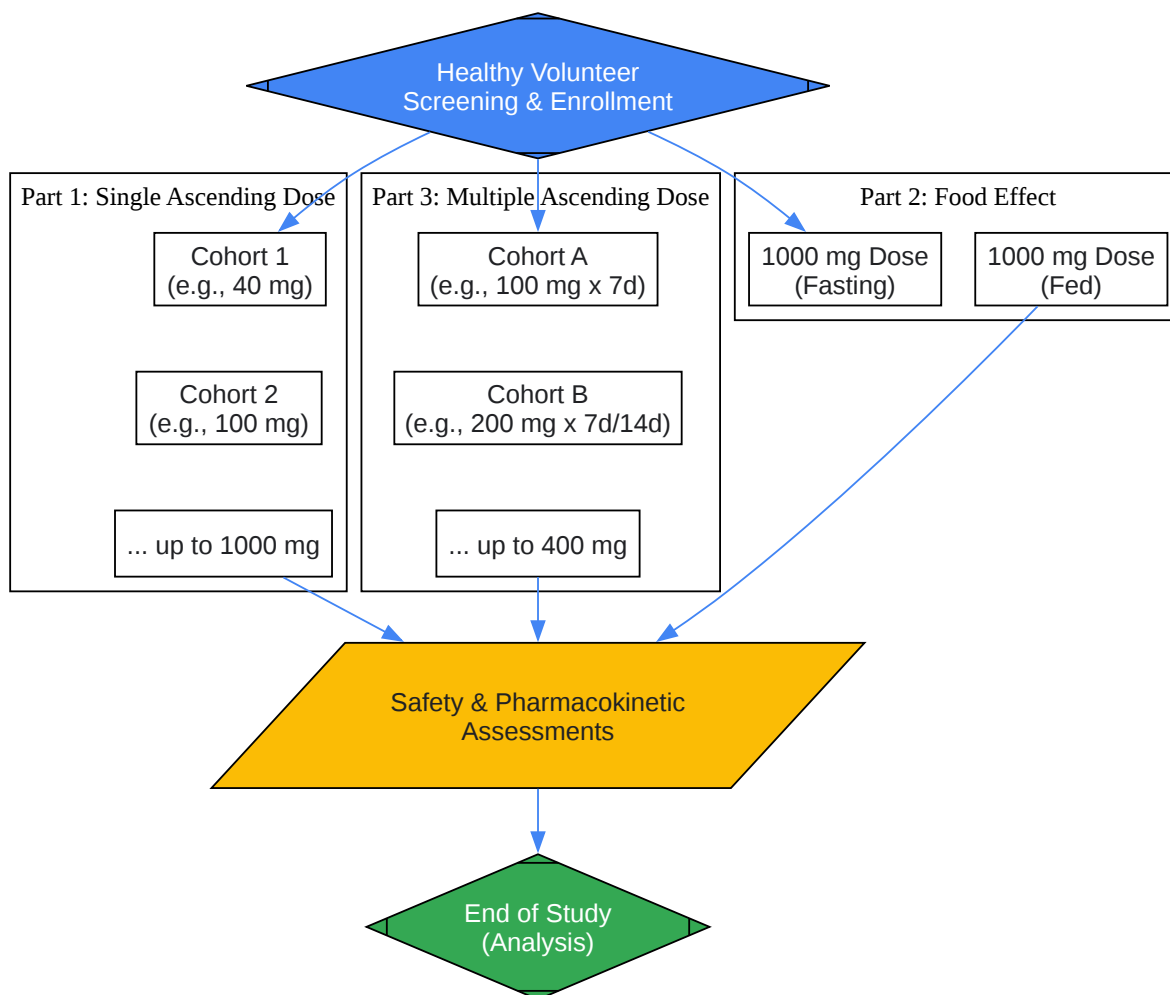 Healthy Volunteer
Screening & Enrollment
Part 1: Single Ascending Dose
Cohort 1
(e.g., 40 mg)
Cohort 2
(e.g., 100 mg)
... up to 1000 mg
Part 3: Multiple Ascending Dose
Cohort A
(e.g., 100 mg x 7d)
Cohort B
(e.g., 200 mg x 7d/14d)
... up to 400 mg
Part 2: Food Effect
1000 mg Dose
(Fasting)
1000 mg Dose
(Fed)
Safety & Pharmacokinetic
Assessments
End of Study
(Analysis)